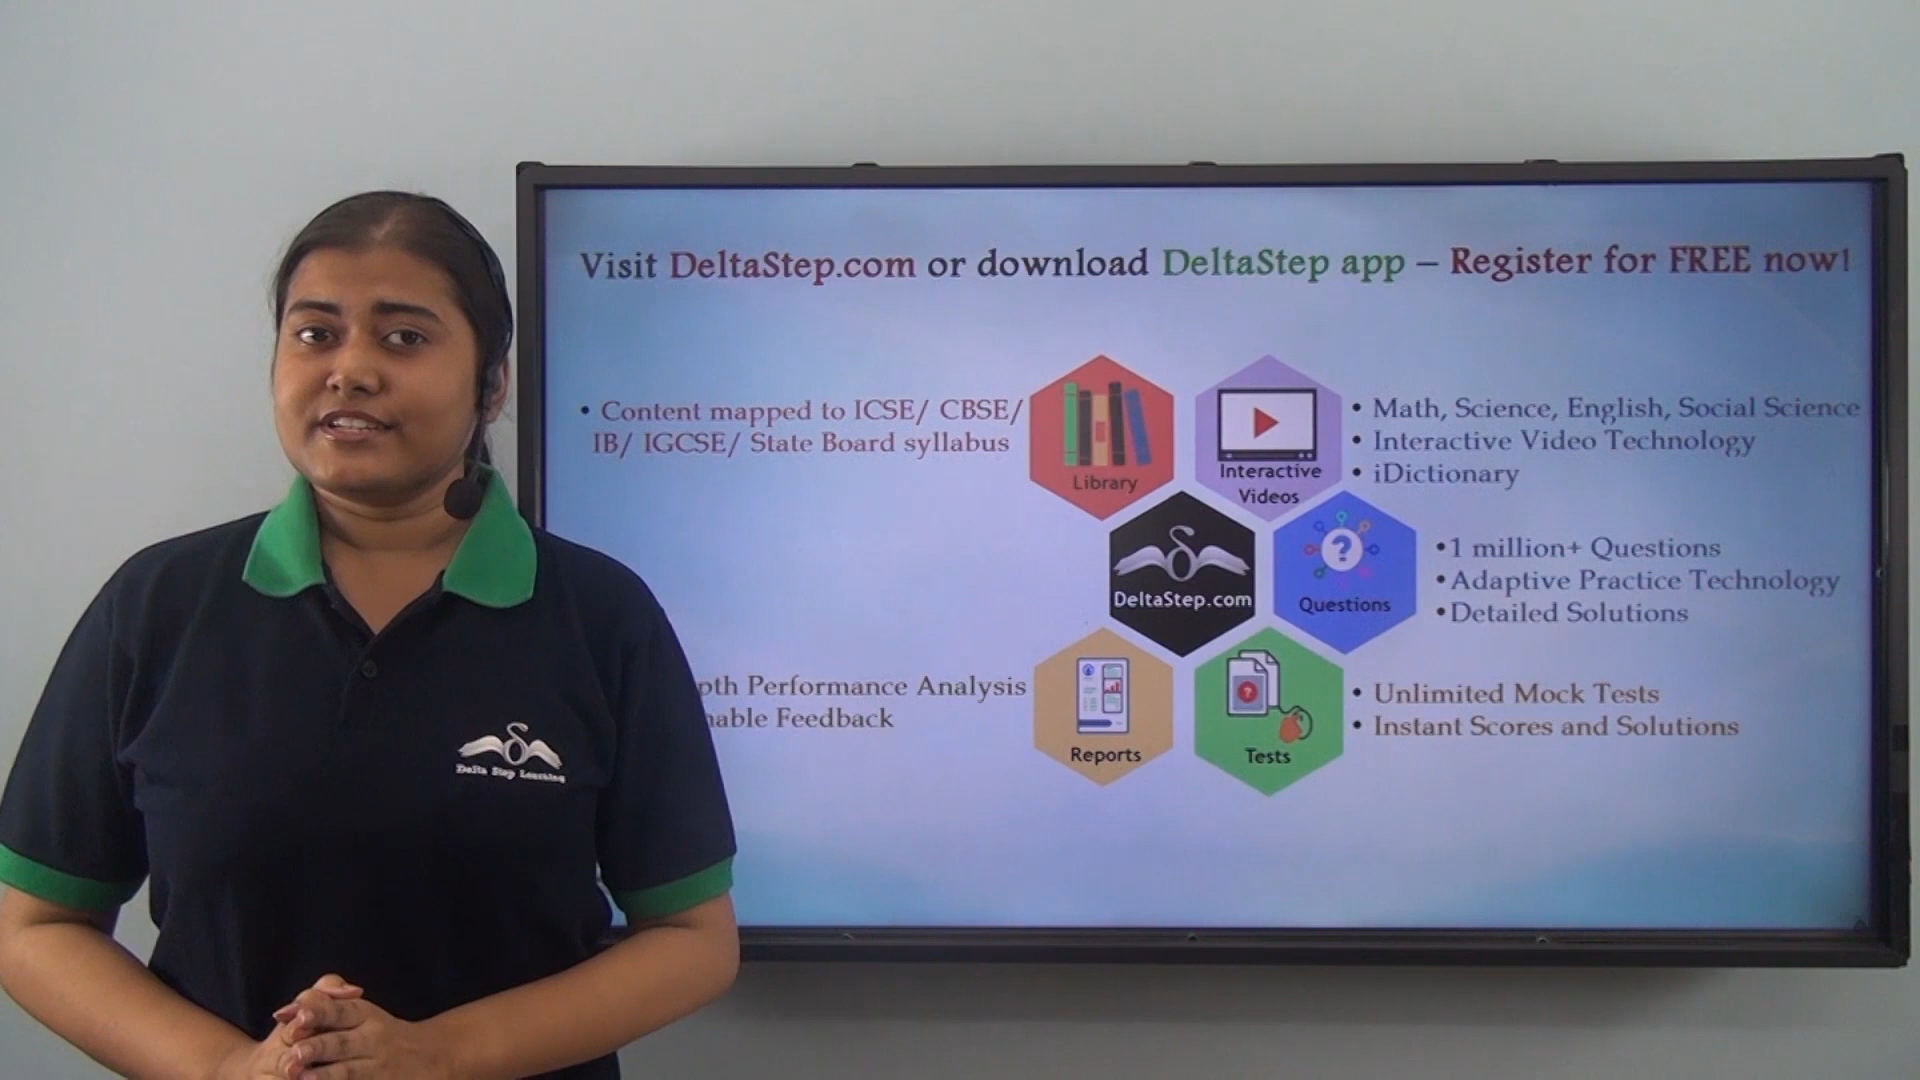 Visit DeltaStep.com or download DeltaStep app – Register for FREE now!
• Content mapped to ICSE/ CBSE/
IB/ IGCSE/ State Board syllabus
Library
Interactive
Videos
• Math, Science, English, Social Science
• Interactive Video Technology
• iDictionary
DeltaStep.com
Questions
•1 million+ Questions
•Adaptive Practice Technology
•Detailed Solutions
Performance Analysis
Feedback
Reports
Tests
• Unlimited Mock Tests
• Instant Scores and Solutions
Delta Step Learning